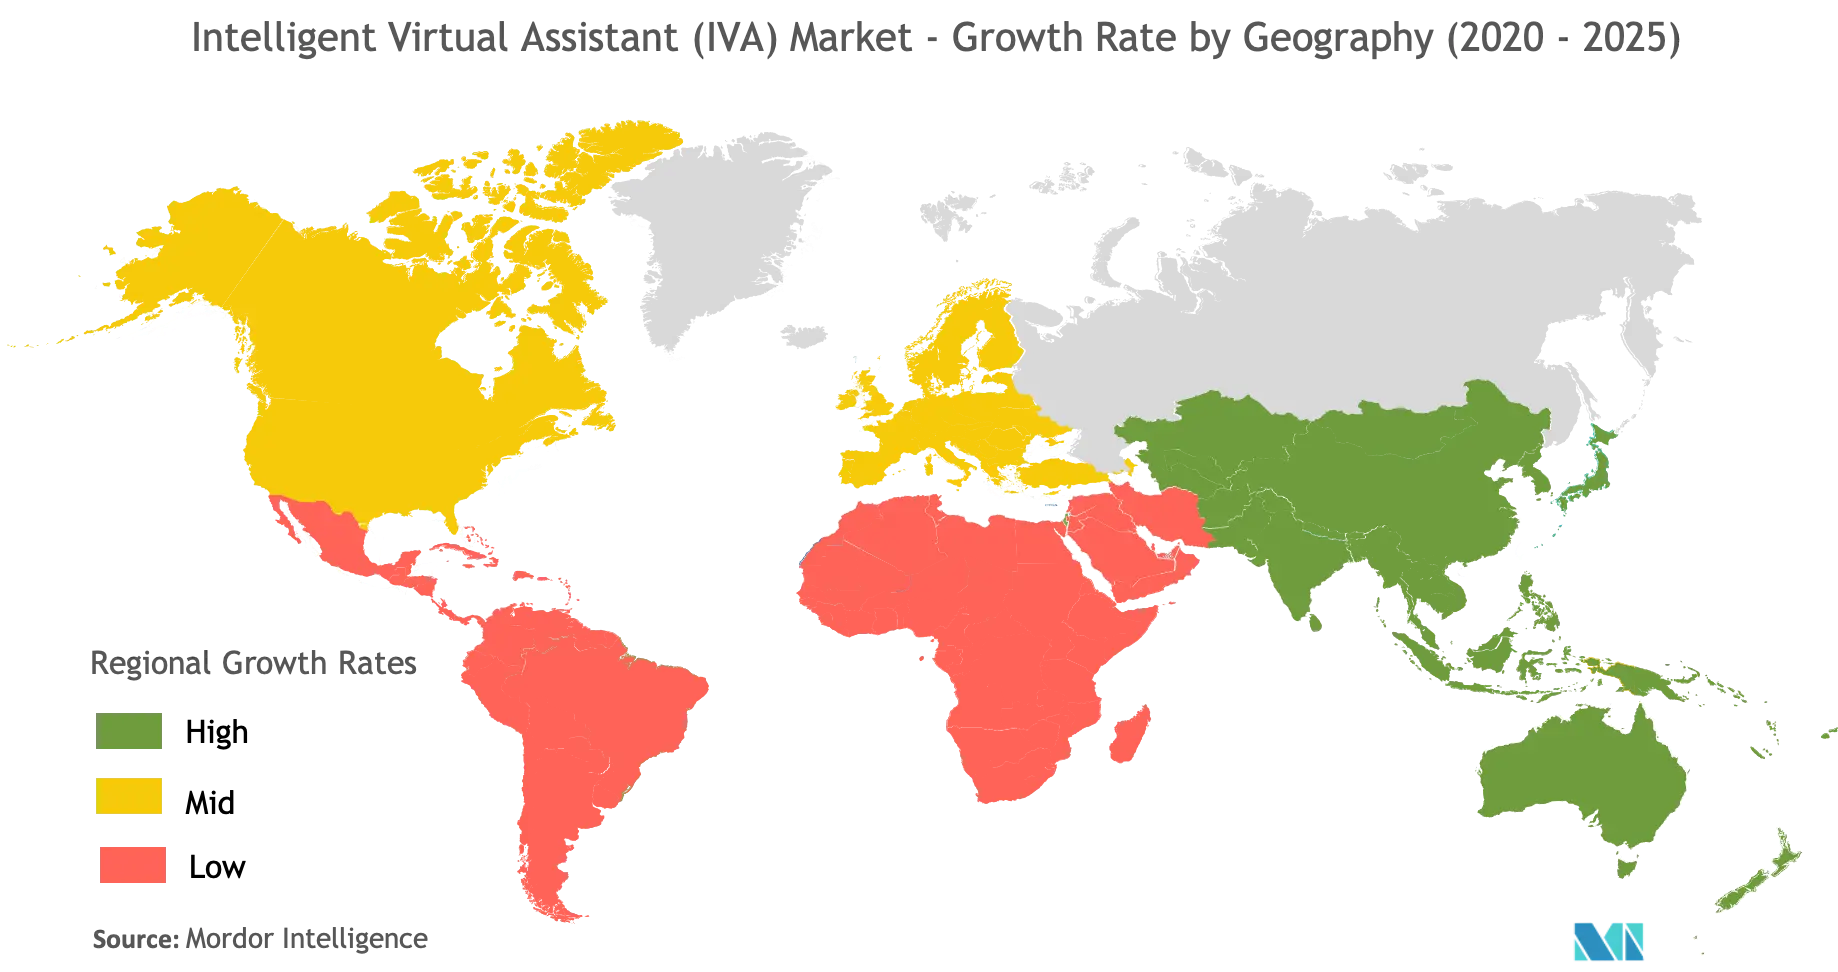 Intelligent Virtual Assistant (IVA) Market - Growth Rate by Geography (2020 - 2025)
Regional Growth Rates
High
Mid
Low
Source: Mordor Intelligence